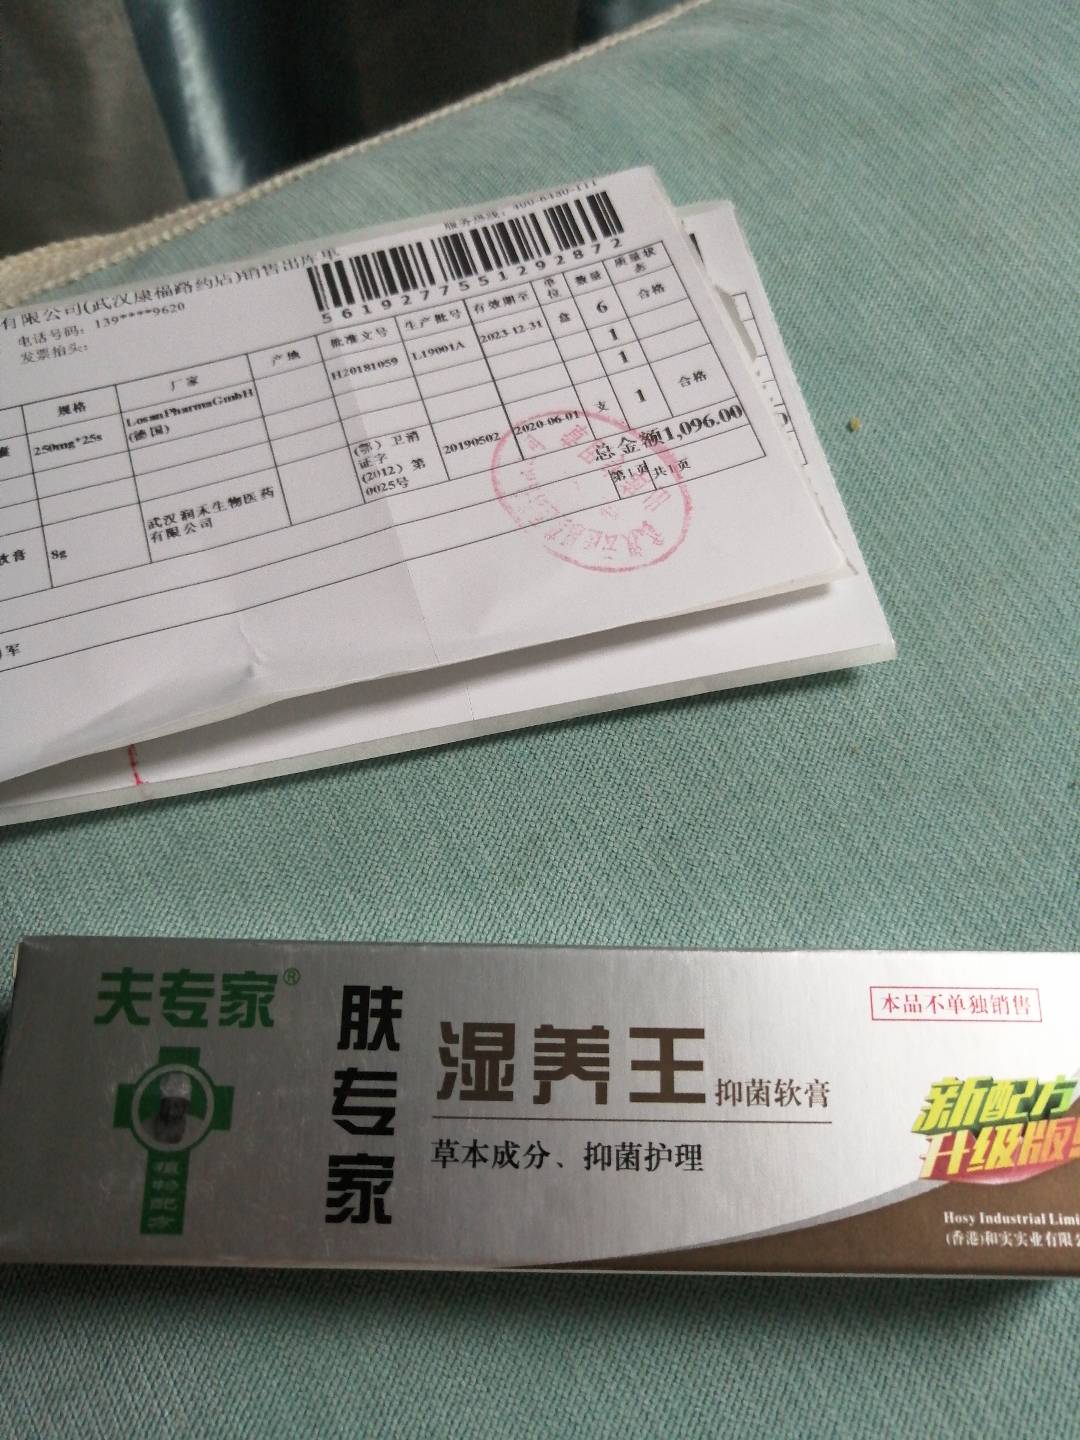 服务热线：400-6480-111
有限公司(武汉康福路药店)销售出库单
电话号码：139****9620
发票抬头：
5619277551292872
规格 厂家 产地 批准文号 生产批号 有效期至 单位 数量 质量状态
250mg*25s LosanPharmaGmbH(德国) H20181059 L19001A 2023-12-31 盒 6 合格
1
1
软膏 8g 武汉润禾生物医药有限公司 (鄂)卫消证字(2012)第0025号 20190502 2020-06-01 支 1 合格
总金额1,096.00
第1页 共1页
军
夫专家®
肤专家
湿养王
抑菌软膏
草本成分、抑菌护理
本品不单独销售
新配方
升级版
Hosy Industrial Limi
(香港)和实实业有限公